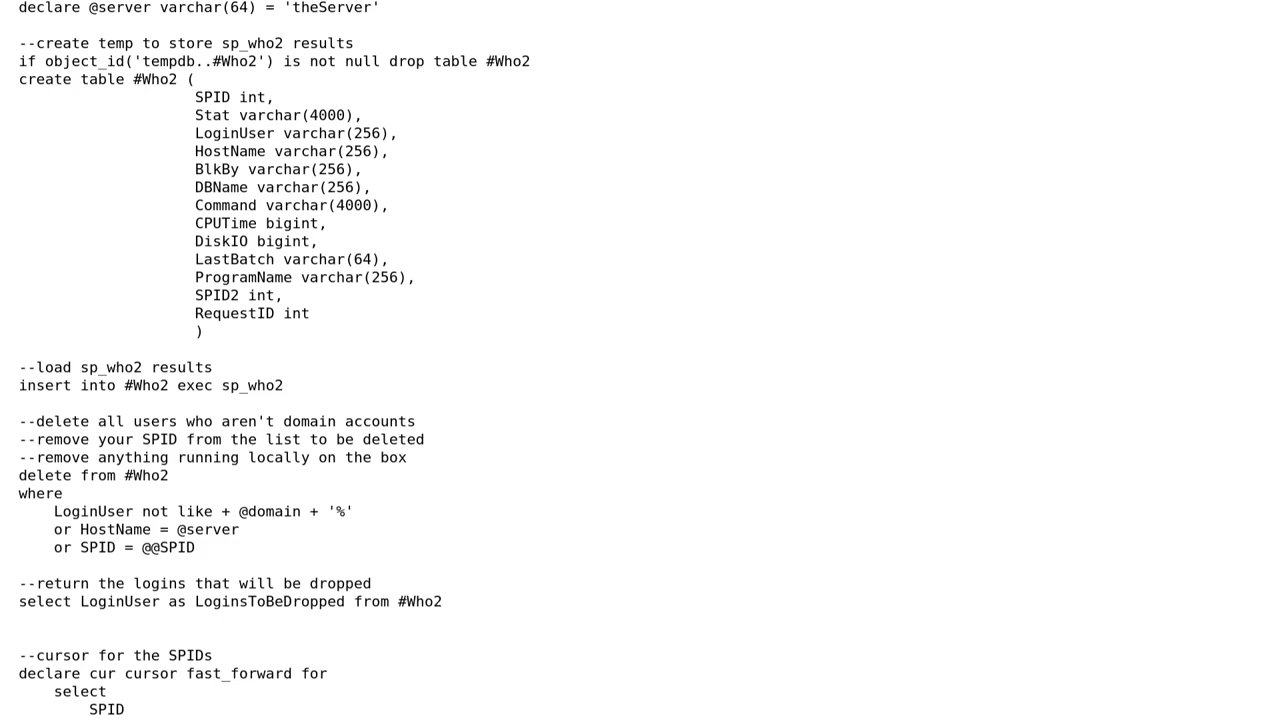 declare @server varchar(64) = 'theServer'

--create temp to store sp_who2 results
if object_id('tempdb..#Who2') is not null drop table #Who2
create table #Who2 (
                    SPID int,
                    Stat varchar(4000),
                    LoginUser varchar(256),
                    HostName varchar(256),
                    BlkBy varchar(256),
                    DBName varchar(256),
                    Command varchar(4000),
                    CPUTime bigint,
                    DiskIO bigint,
                    LastBatch varchar(64),
                    ProgramName varchar(256),
                    SPID2 int,
                    RequestID int
                    )

--load sp_who2 results
insert into #Who2 exec sp_who2

--delete all users who aren't domain accounts
--remove your SPID from the list to be deleted
--remove anything running locally on the box
delete from #Who2
where
    LoginUser not like + @domain + '%'
    or HostName = @server
    or SPID = @@SPID

--return the logins that will be dropped
select LoginUser as LoginsToBeDropped from #Who2


--cursor for the SPIDs
declare cur cursor fast_forward for
    select
        SPID